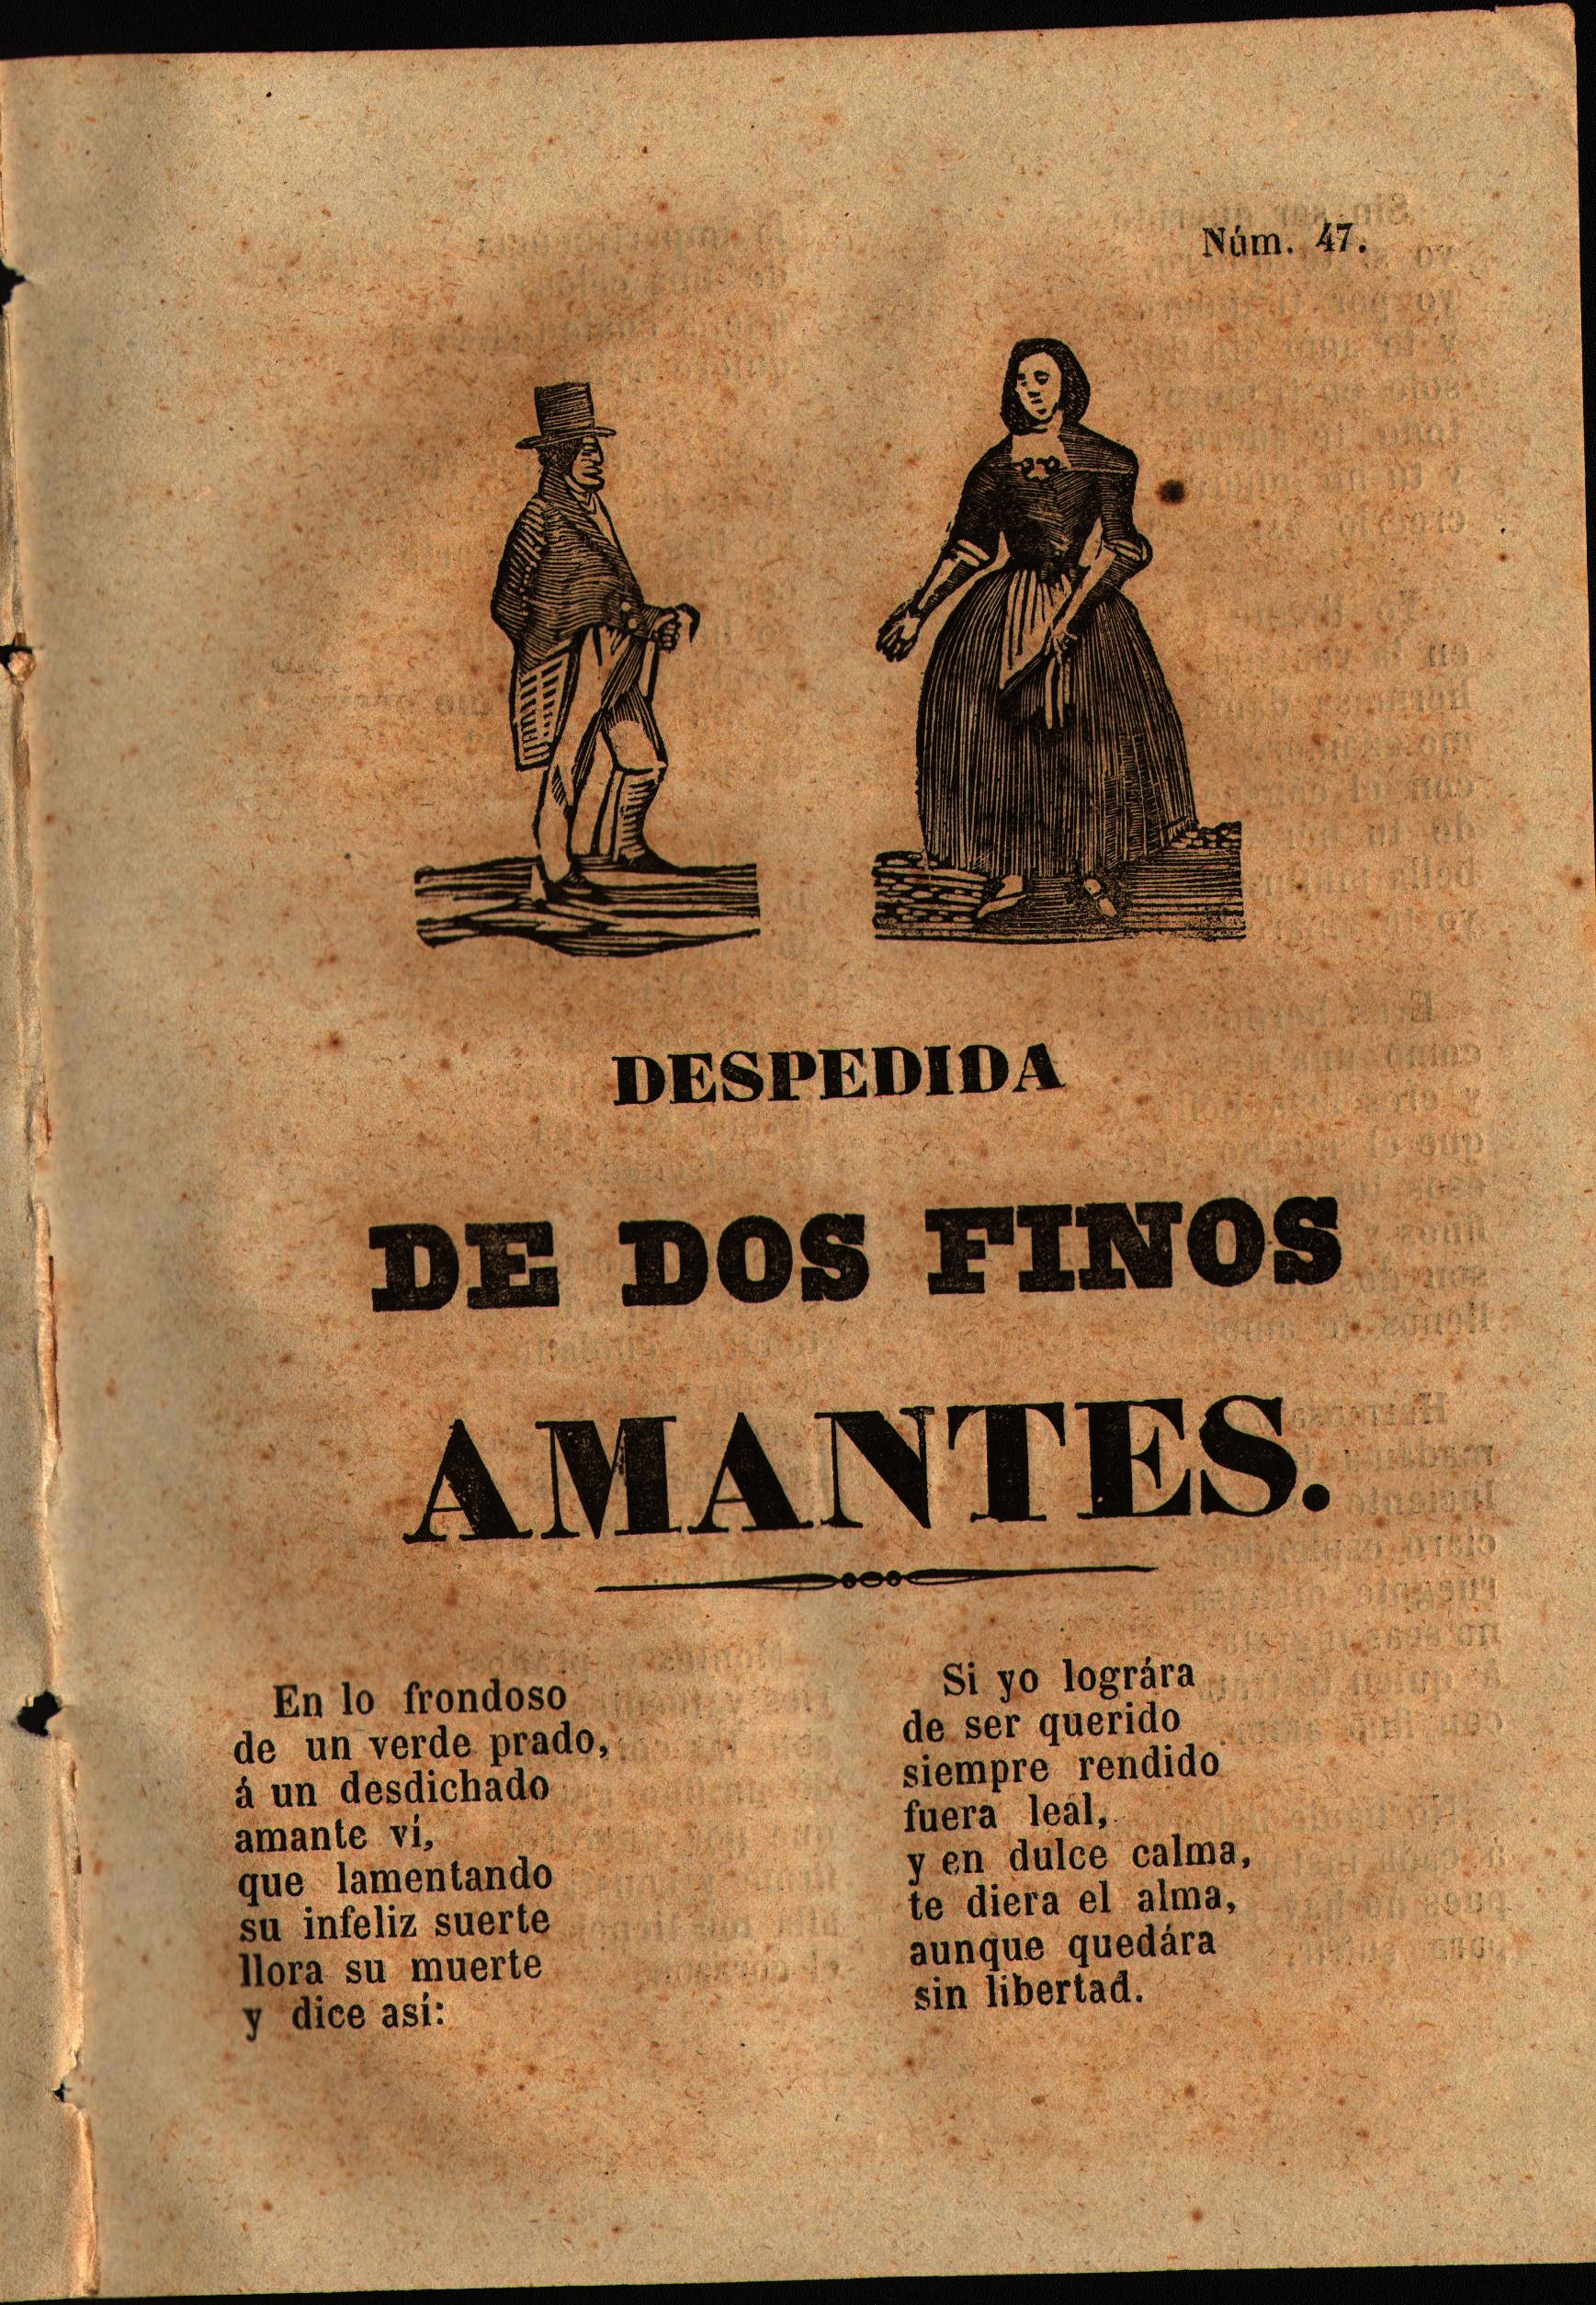 Núm. 47.
DESPEDIDA
DE DOS FINOS
AMANTES.
En lo frondoso
de un verde prado,
á un desdichado
amante ví,
que lamentando
su infeliz suerte
llora su muerte
y dice así:
Si yo lográra
de ser querido
siempre rendido
fuera leal,
y en dulce calma,
te diera el alma,
aunque quedára
sin libertad.